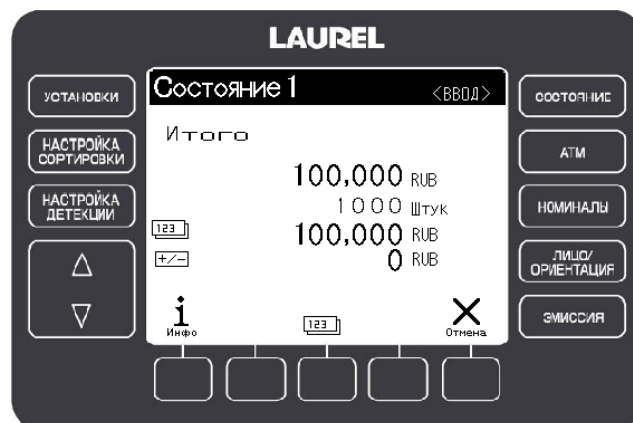 LAUREL
УСТАНОВКИ
НАСТРОЙКА
СОРТИРОВКИ
НАСТРОЙКА
ДЕТЕКЦИИ
Состояние 1 <ВВОД>
Итого
100,000 RUB
1000 Штук
123 100,000 RUB
+/- 0 RUB
Инфо
123
Отмена
СОСТОЯНИЕ
АТМ
НОМИНАЛЫ
ЛИЦО/
ОРИЕНТАЦИЯ
ЭМИССИЯ